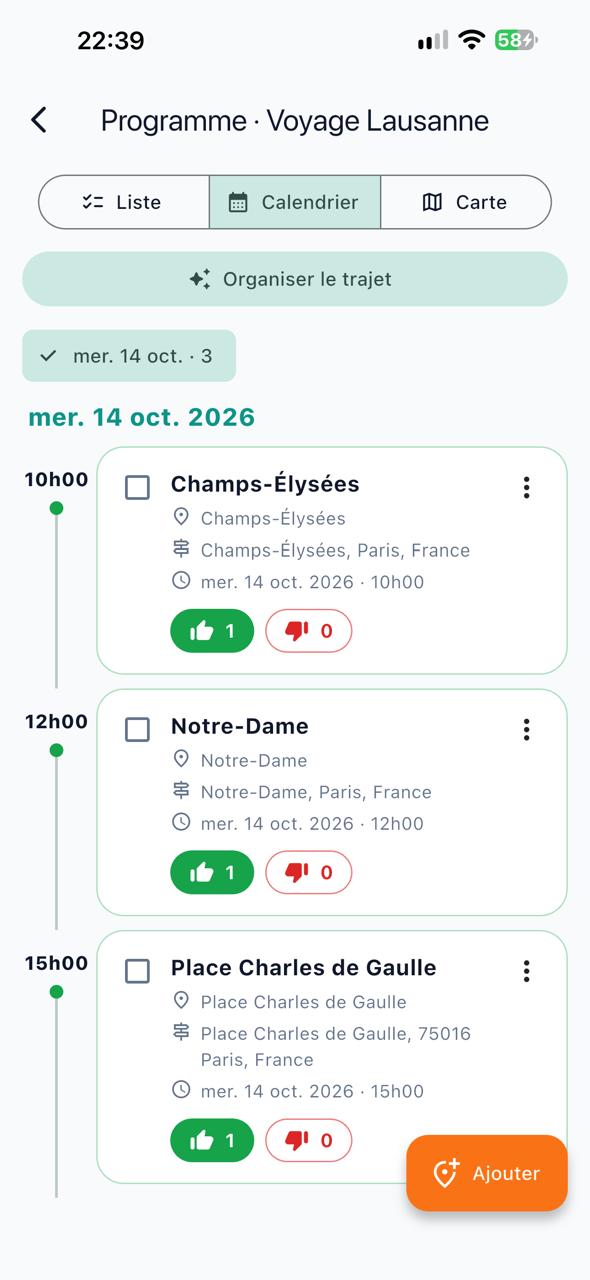 22:39
58
Programme · Voyage Lausanne
Liste
Calendrier
Carte
Organiser le trajet
mer. 14 oct. · 3
mer. 14 oct. 2026
10h00
Champs-Élysées
Champs-Élysées
Champs-Élysées, Paris, France
mer. 14 oct. 2026 · 10h00
1
0
12h00
Notre-Dame
Notre-Dame
Notre-Dame, Paris, France
mer. 14 oct. 2026 · 12h00
1
0
15h00
Place Charles de Gaulle
Place Charles de Gaulle
Place Charles de Gaulle, 75016
Paris, France
mer. 14 oct. 2026 · 15h00
1
0
Ajouter